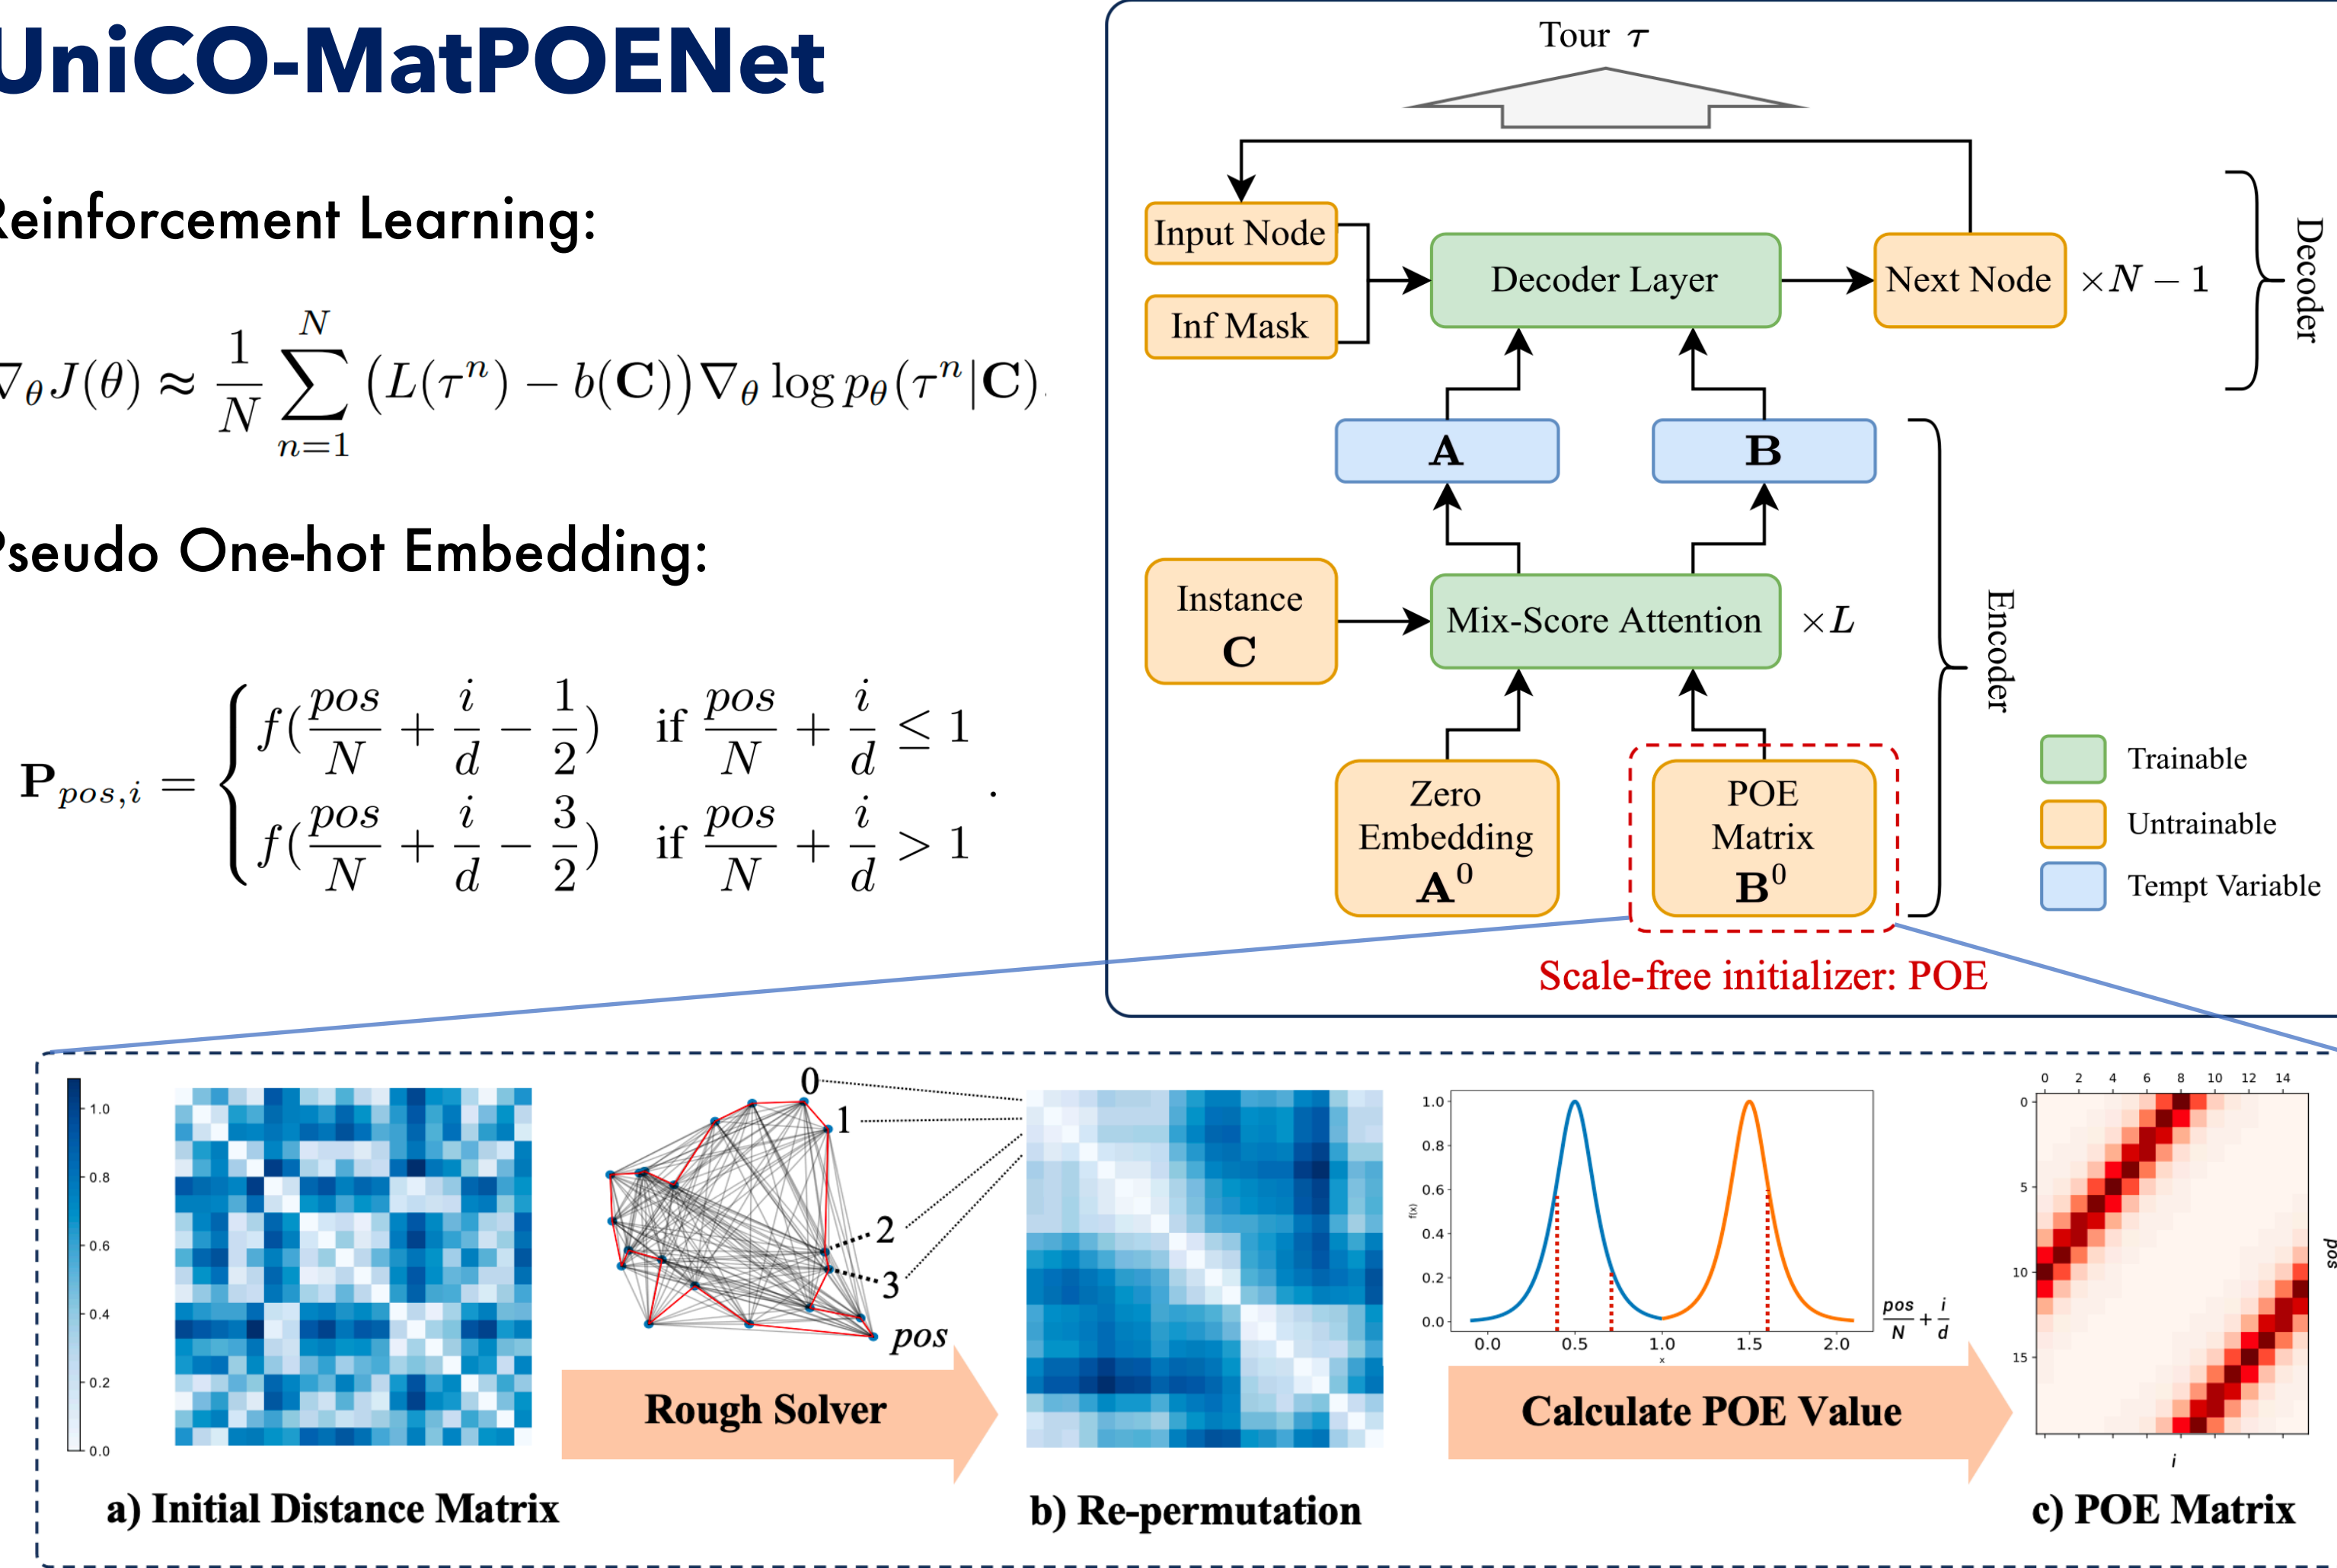 UniCO-MatPOENet
Reinforcement Learning:
∇θJ(θ) ≈ 1/N ∑_{n=1}^{N} (L(τ^n) − b(C))∇θ log pθ(τ^n|C).
Pseudo One-hot Embedding:
P_{pos,i} = { f(pos/N + i/d − 1/2) if pos/N + i/d ≤ 1
f(pos/N + i/d − 3/2) if pos/N + i/d > 1 .
Tour τ
Input Node
Inf Mask
Decoder Layer
Next Node
×N − 1
Decoder
A
B
Instance
C
Mix-Score Attention
×L
Encoder
Zero
Embedding
A^0
POE
Matrix
B^0
Trainable
Untrainable
Tempt Variable
Scale-free initializer: POE
1.0
0.8
0.6
0.4
0.2
0.0
0
1
2
3
pos
Rough Solver
1.0
0.8
0.6
0.4
0.2
0.0
f(x)
0.0 0.5 1.0 1.5 2.0
x
pos/N + i/d
Calculate POE Value
0 2 4 6 8 10 12 14
0
5
10
15
pos
i
a) Initial Distance Matrix
b) Re-permutation
c) POE Matrix